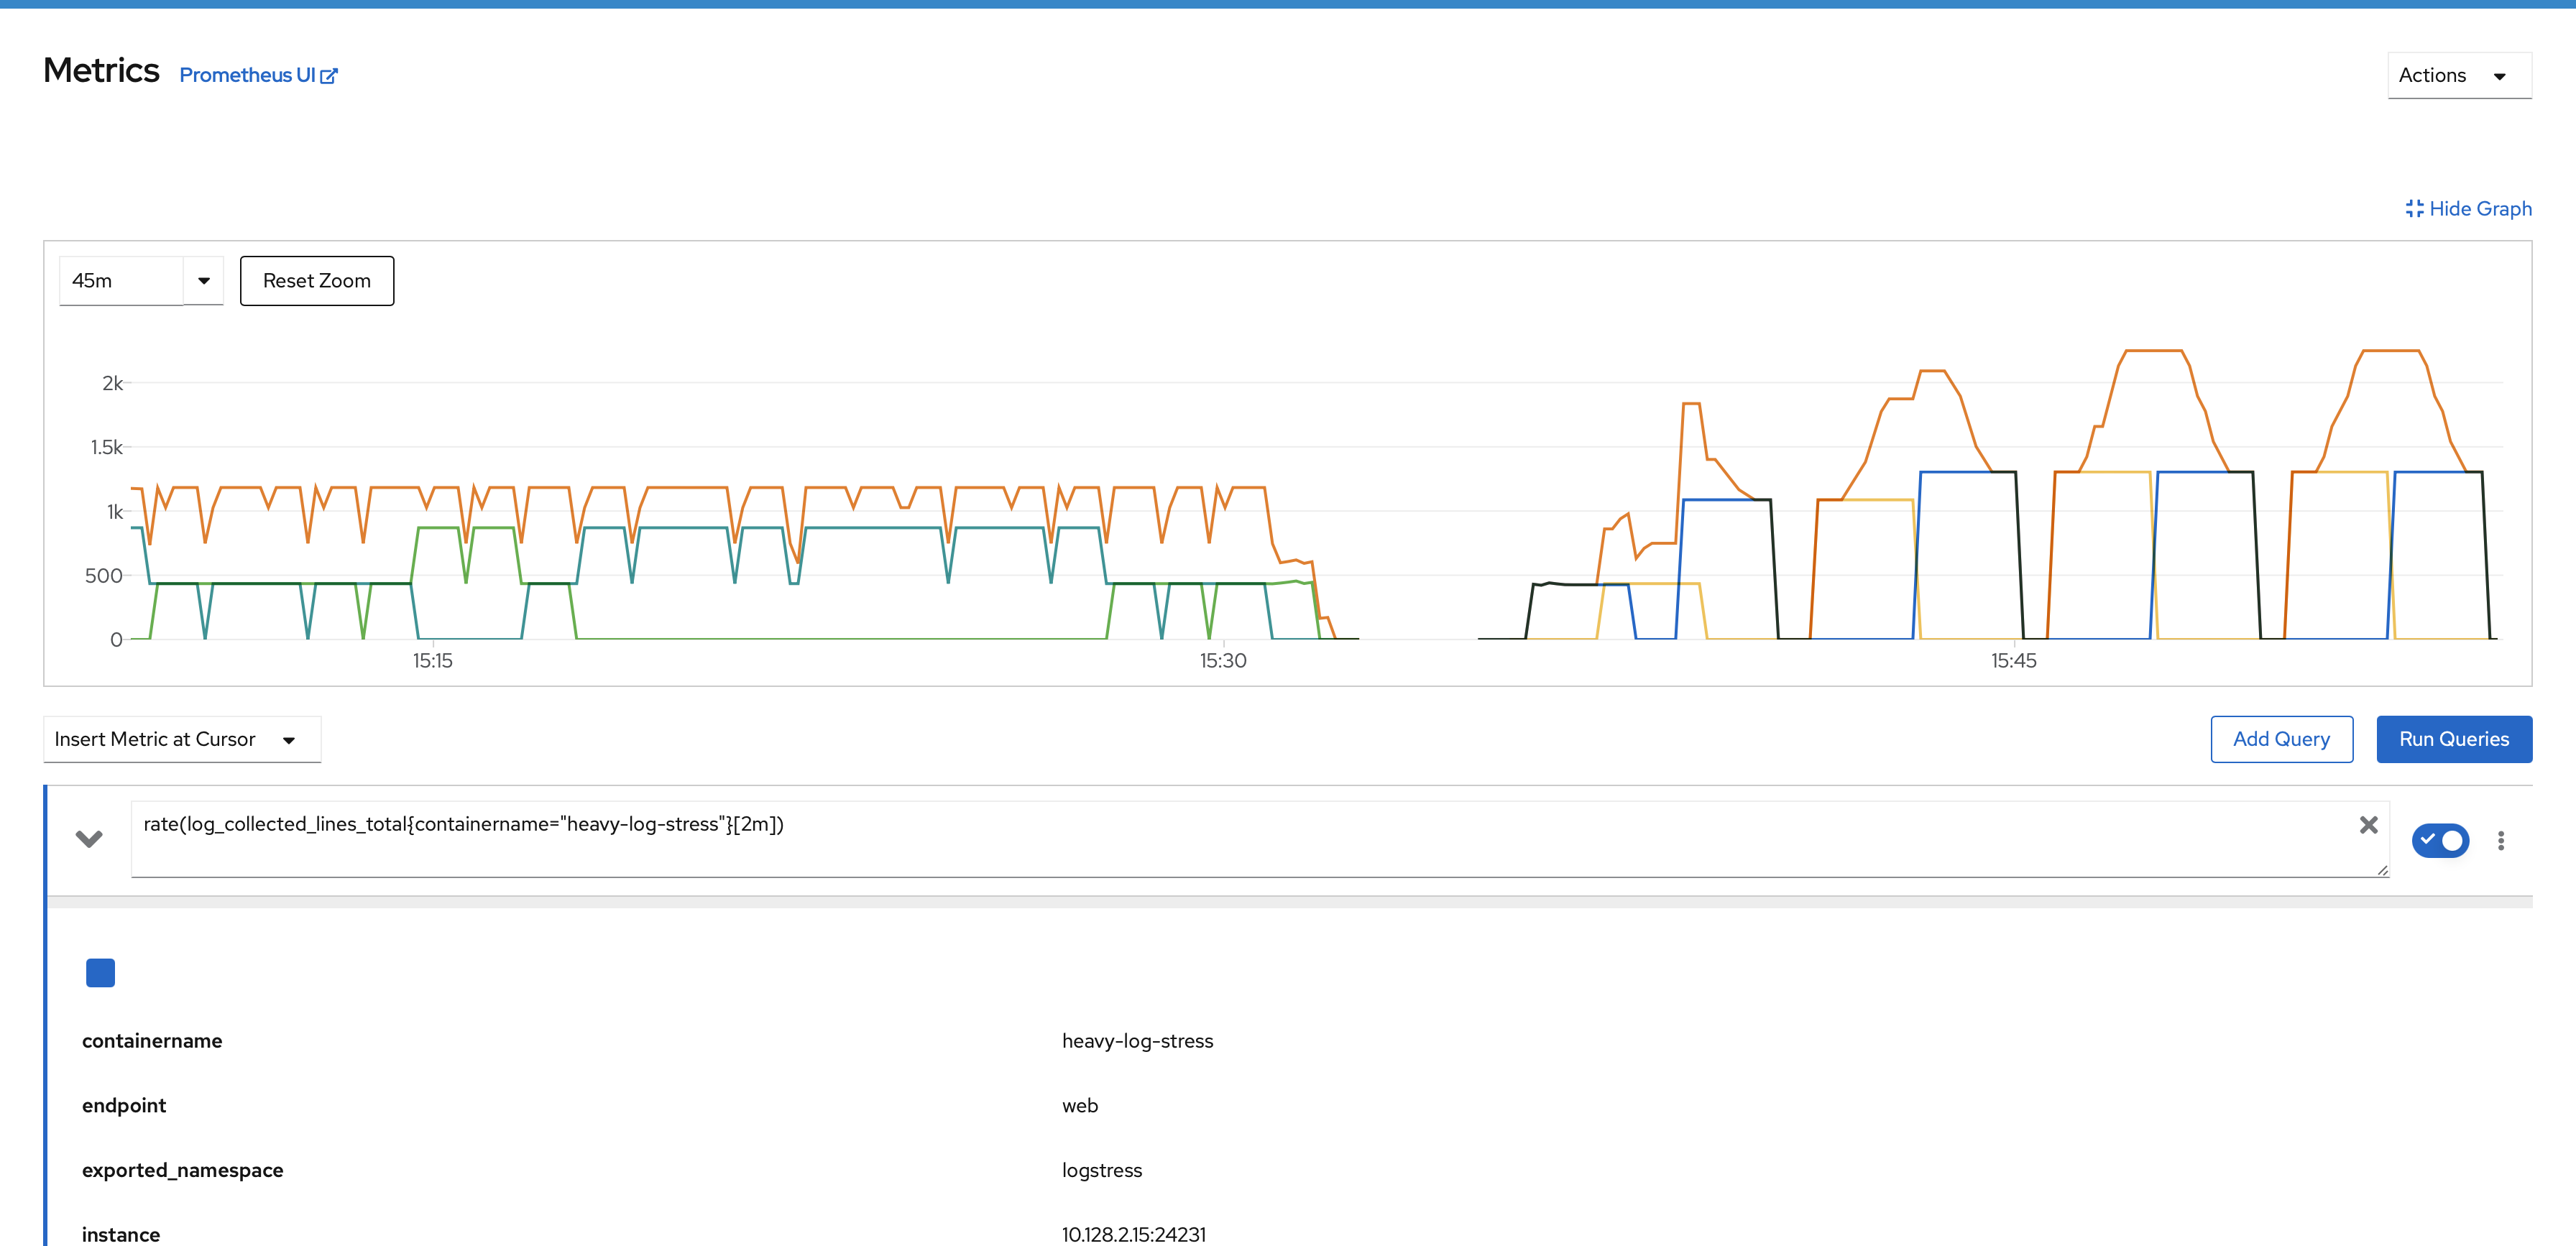 Metrics Prometheus UI
Actions
Hide Graph
45m
Reset Zoom
2k
1.5k
1k
500
0
15:15 15:30 15:45
Insert Metric at Cursor
Add Query
Run Queries
rate(log_collected_lines_total{containername="heavy-log-stress"}[2m])
containername heavy-log-stress
endpoint web
exported_namespace logstress
instance 10.128.2.15:24231